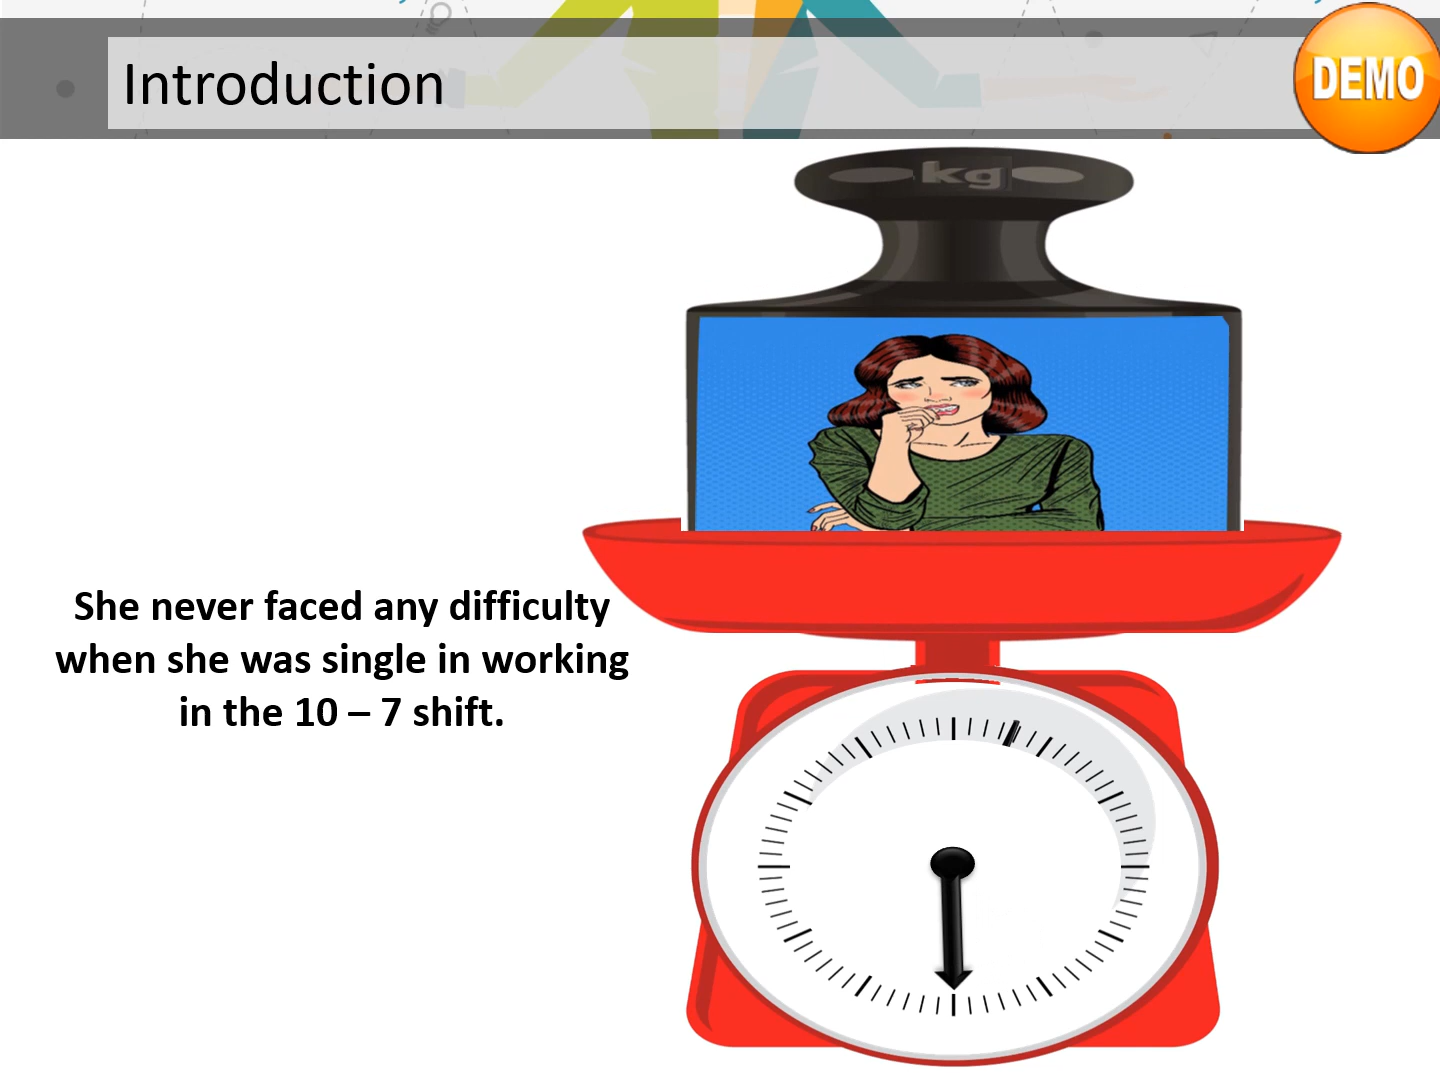 Introduction
DEMO
kg
She never faced any difficulty
when she was single in working
in the 10 – 7 shift.